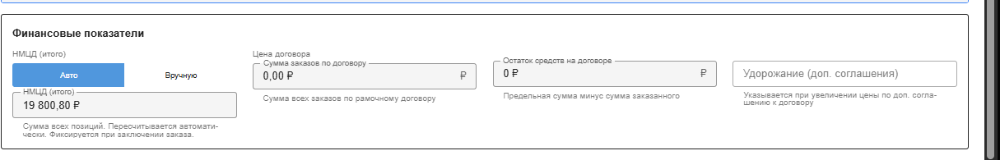 Финансовые показатели
НМЦД (итого)
Авто
Вручную
НМЦД (итого)
19 800,80 ₽
Сумма всех позиций. Пересчитывается автомати-
чески. Фиксируется при заключении заказа.
Цена договора
Сумма заказов по договору
0,00 ₽ ₽
Сумма всех заказов по рамочному договору
Остаток средств на договоре
0 ₽ ₽
Предельная сумма минус сумма заказанного
Удорожание (доп. соглашения)
Указывается при увеличении цены по доп. согла-
шению к договору